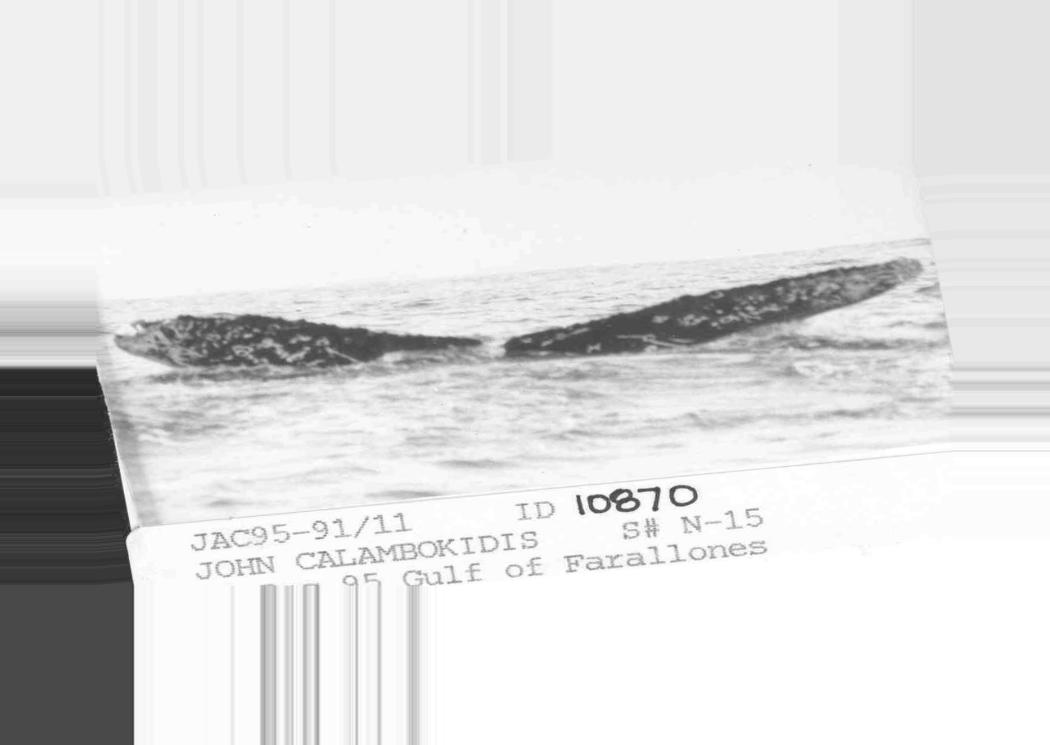 JAC95-91/11 ID 10870
JOHN CALAMBOKIDIS S# N-15
95 Gulf of Farallones